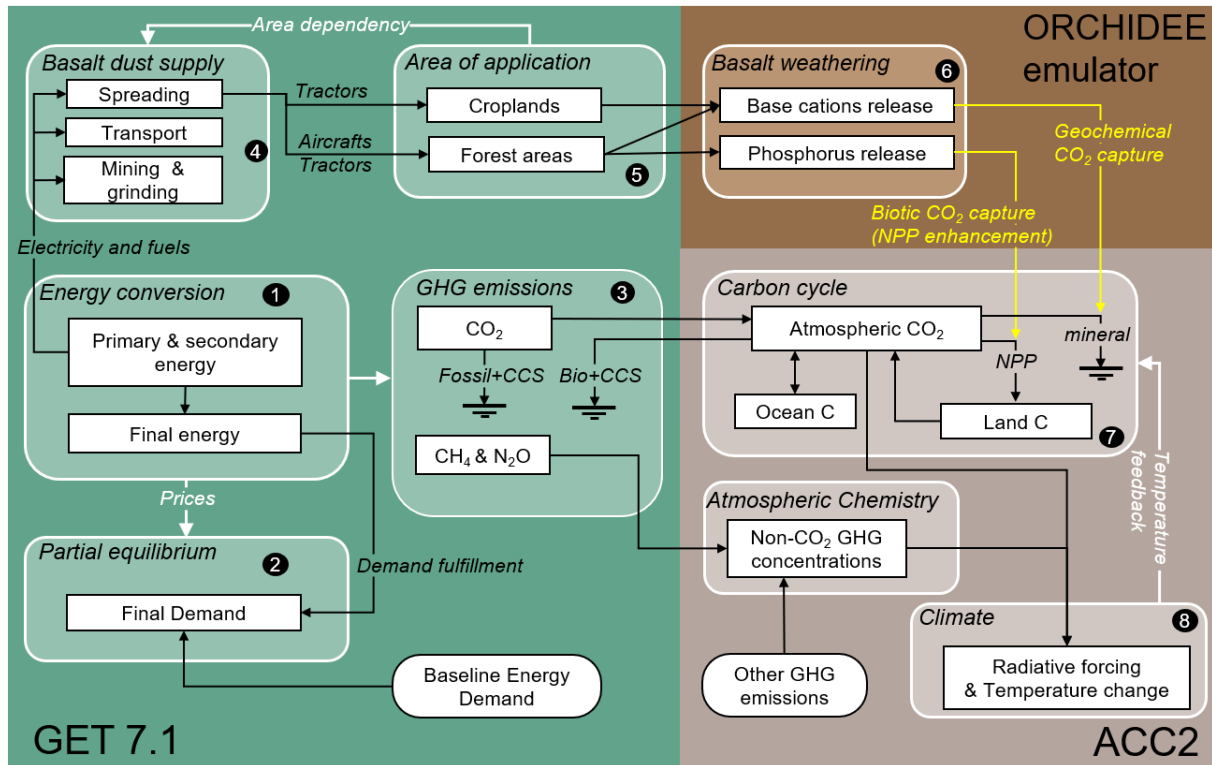 Area dependency
ORCHIDEE
emulator
Basalt dust supply
Spreading
Transport
Mining & 
grinding
4
Tractors
Aircrafts
Tractors
Area of application
Croplands
Forest areas
5
Basalt weathering
6
Base cations release
Phosphorus release
Geochemical
CO₂ capture
Biotic CO₂ capture
(NPP enhancement)
Electricity and fuels
Energy conversion
1
Primary & secondary
energy
Final energy
Prices
GHG emissions
3
CO₂
Fossil+CCS
Bio+CCS
CH₄ & N₂O
Carbon cycle
Atmospheric CO₂
mineral
NPP
Ocean C
Land C
7
Temperature
feedback
Partial equilibrium
2
Final Demand
Demand fulfillment
Baseline Energy
Demand
Atmospheric Chemistry
Non-CO₂ GHG
concentrations
Other GHG
emissions
Climate
8
Radiative forcing
& Temperature change
GET 7.1
ACC2